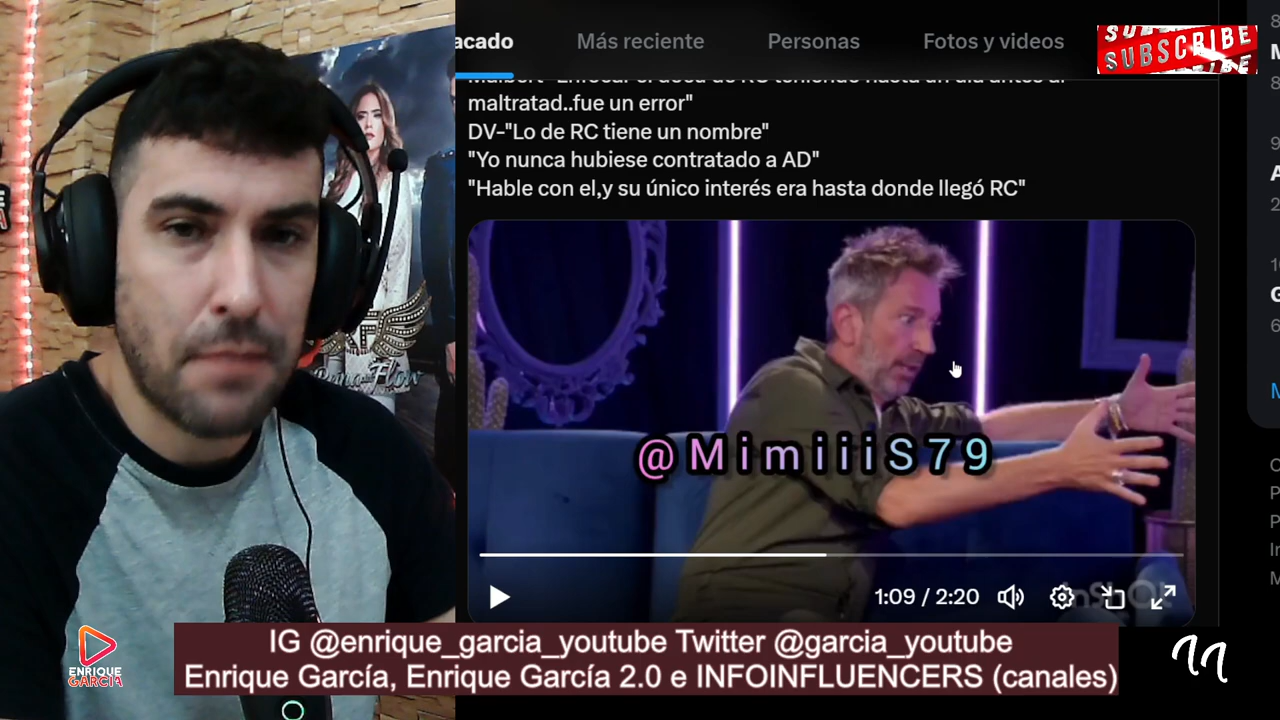 acado
Más reciente
Personas
Fotos y videos
SUBSCRIBE
maltratad..fue un error"
DV-"Lo de RC tiene un nombre"
"Yo nunca hubiese contratado a AD"
"Hable con el,y su único interés era hasta donde llegó RC"
@MimiiiS79
1:09 / 2:20
InShOt
IG @enrique_garcia_youtube Twitter @garcia_youtube
Enrique García, Enrique García 2.0 e INFOINFLUENCERS (canales)
ENRIQUE
GARCÍA